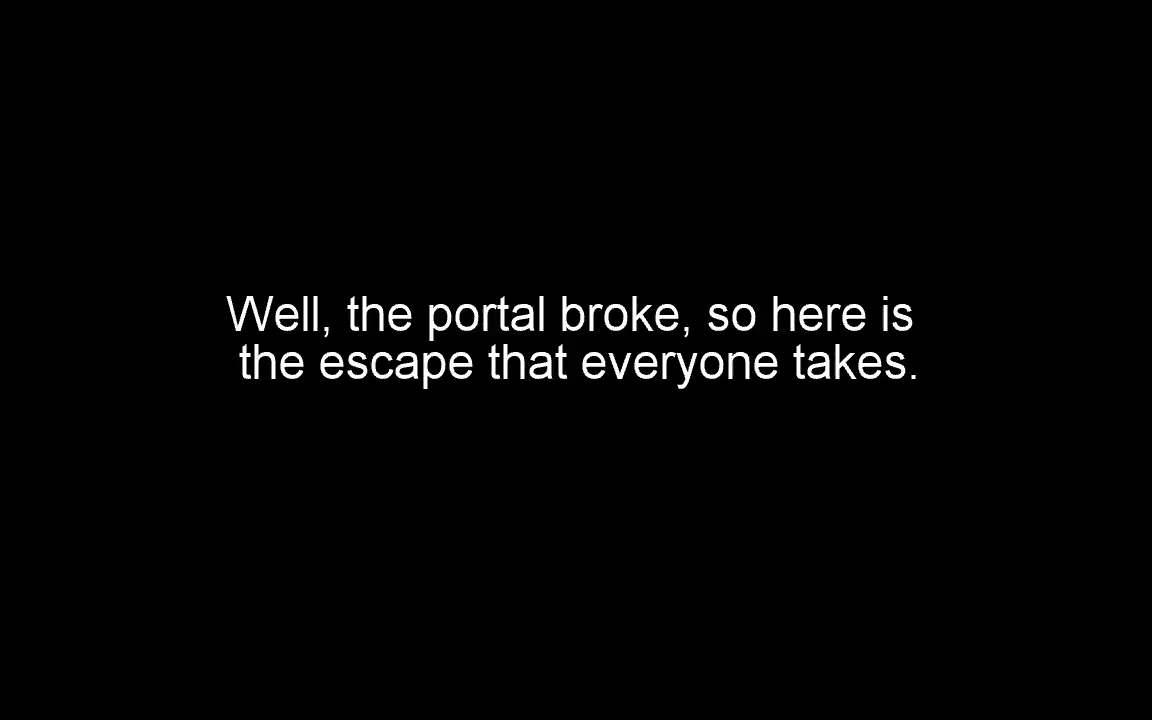 Well, the portal broke, so here is
the escape that everyone takes.